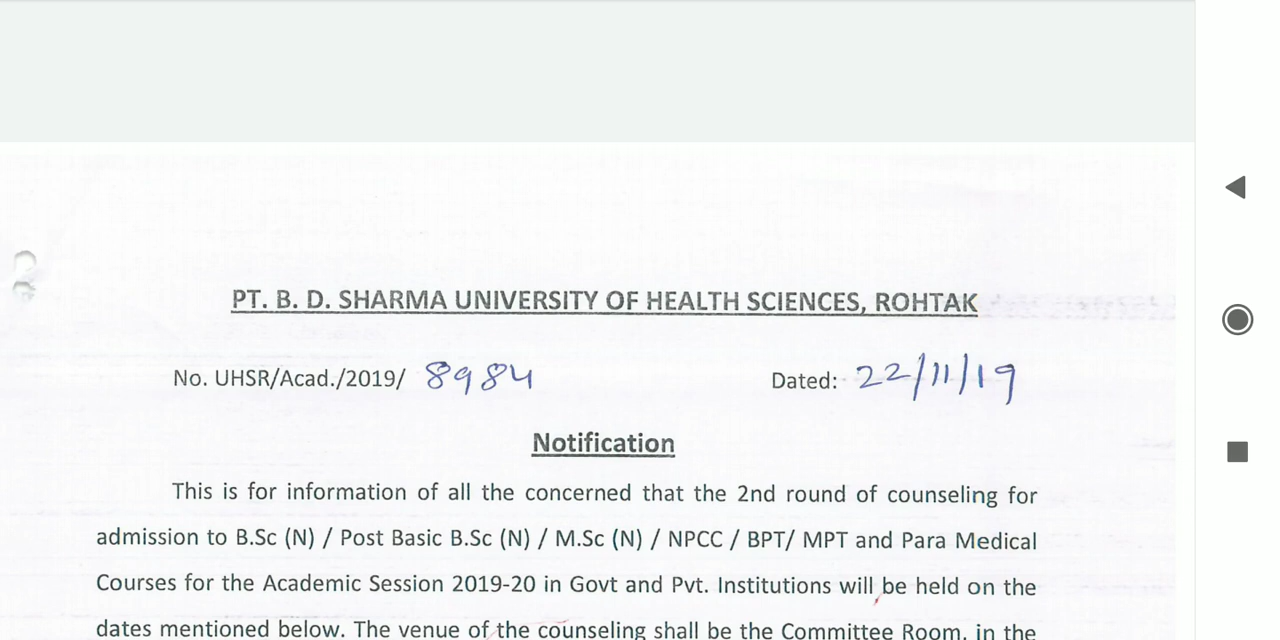 PT. B. D. SHARMA UNIVERSITY OF HEALTH SCIENCES, ROHTAK
No. UHSR/Acad./2019/ 8984 Dated: 22/11/19
Notification
This is for information of all the concerned that the 2nd round of counseling for
admission to B.Sc (N) / Post Basic B.Sc (N) / M.Sc (N) / NPCC / BPT/ MPT and Para Medical
Courses for the Academic Session 2019-20 in Govt and Pvt. Institutions will be held on the
dates mentioned below. The venue of the counseling shall be the Committee Room, in the